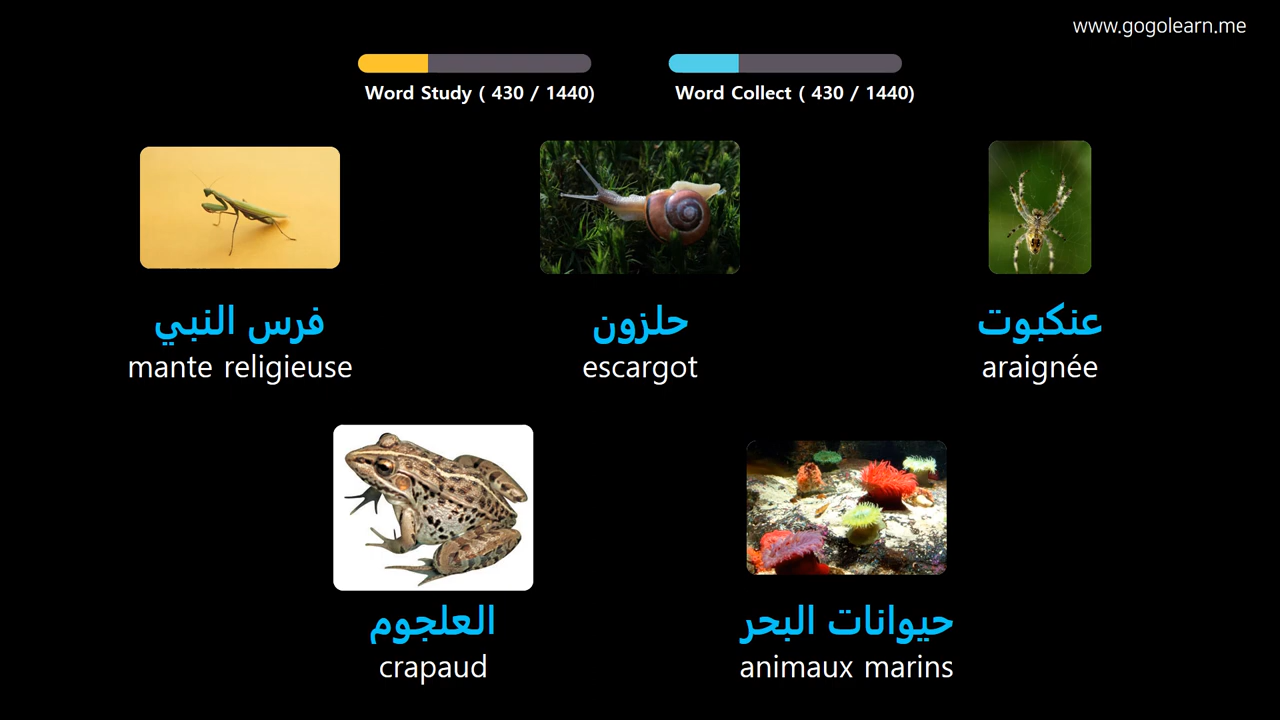 www.gogolearn.me
Word Study ( 430 / 1440)
Word Collect ( 430 / 1440)
فرس النبي
mante religieuse
حلزون
escargot
عنكبوت
araignée
العلجوم
crapaud
حيوانات البحر
animaux marins